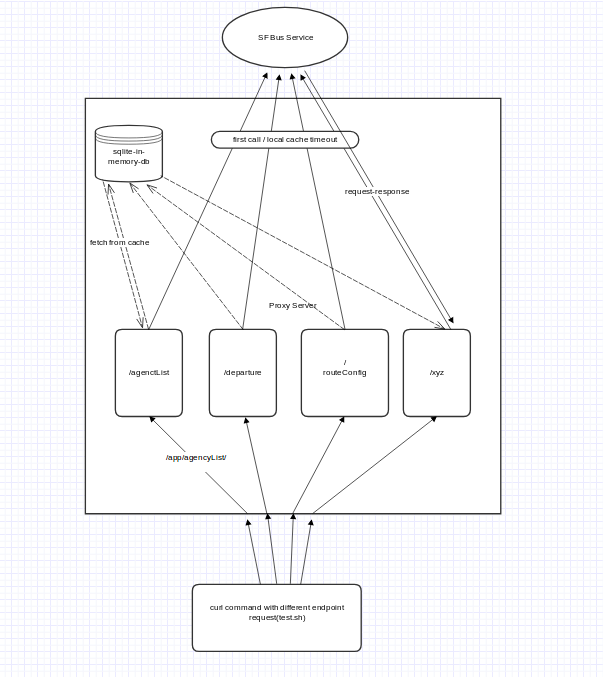 SF Bus Service
first call / local cache timeout
sqlite-in-
memory-db
request-response
fetch from cache
Proxy Server
/agenctList
/departure
/
routeConfig
/xyz
/app/agencyList/
curl command with different endpoint
request(test.sh)